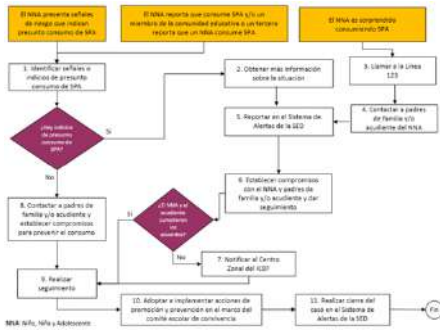 El NNA presenta señales
de riesgo que indican
presunto consumo de SPA
El NNA reporta que consume SPA y/o un
miembro de la comunidad educativa o un tercero
reporta que un NNA consume SPA
El NNA es sorprendido
consumiendo SPA
1. Identificar señales o
indicios de presunto
consumo de SPA
2. Obtener más información
sobre la situación
3. Llamar a la Línea
123
¿Hay indicios
de presunto
consumo de
SPA?
Si
5. Reportar en el Sistema de
Alertas de la SED
4. Contactar a padres
de familia y/o
acudiente del NNA
No
6. Establecer compromisos
con el NNA y padres de
familia y/o acudiente y dar
seguimiento
8. Contactar a padres de
familia y/o acudiente y
establecer compromisos
para prevenir el consumo
¿El NNA y el
acudiente
cumplieron
los
acuerdos?
Si
No
7. Notificar al Centro
Zonal del ICBF
9. Realizar
seguimiento
10. Adoptar e implementar acciones de
promoción y prevención en el marco del
comité escolar de convivencia
11. Realizar cierre del
caso en el Sistema de
Alertas de la SED
Fin
NNA: Niño, Niña y Adolescente